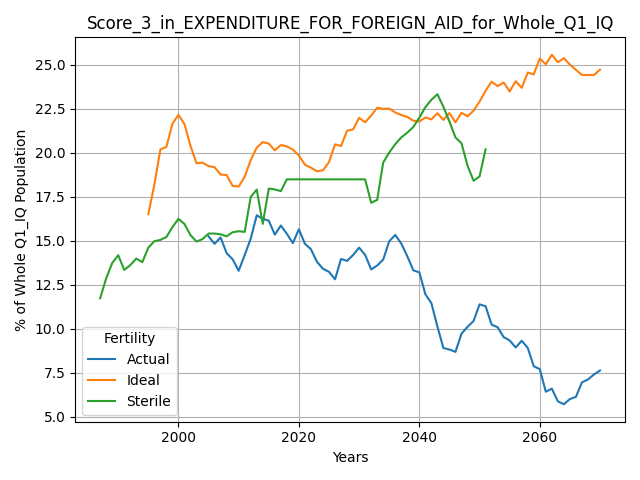 Score_3_in_EXPENDITURE_FOR_FOREIGN_AID_for_Whole_Q1_IQ
% of Whole Q1_IQ Population
25.0
22.5
20.0
17.5
15.0
12.5
10.0
7.5
5.0
Fertility
Actual
Ideal
Sterile
2000
2020
2040
2060
Years